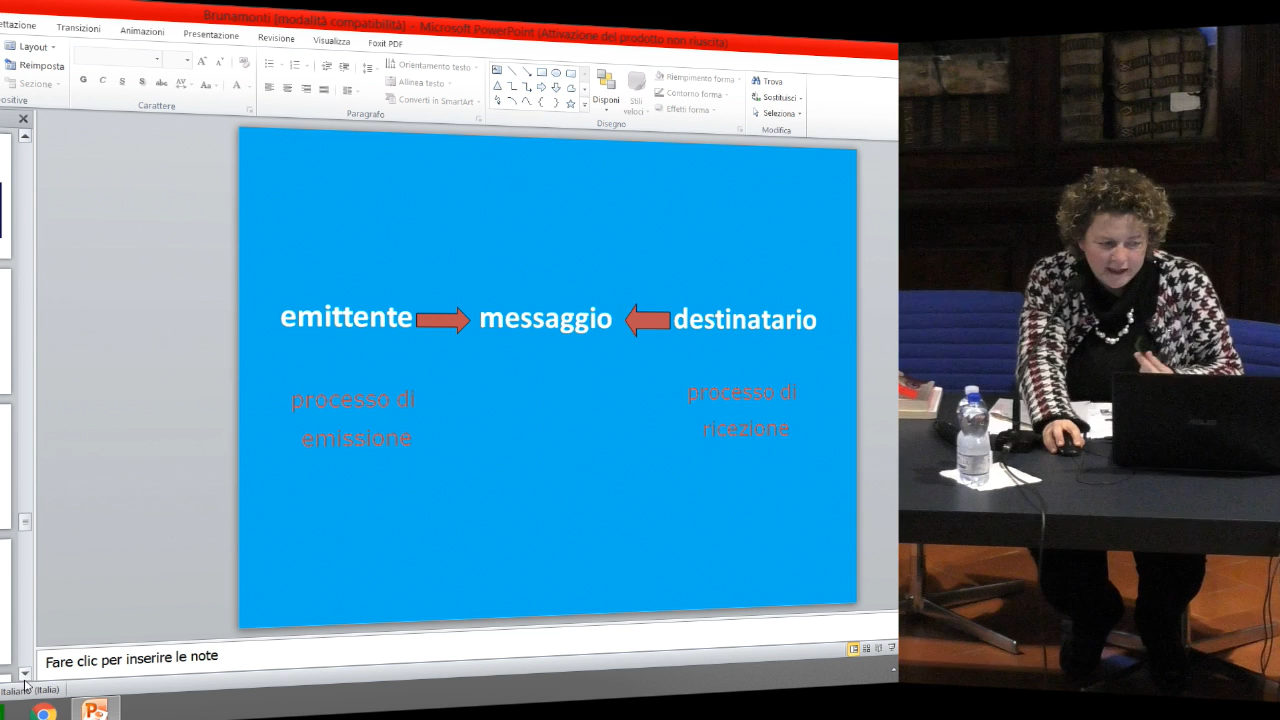 Brunamonti [modalità compatibilità] - Microsoft PowerPoint (Attivazione del prodotto non riuscita)
Transizioni Animazioni Presentazione Revisione Visualizza Foxit PDF
Layout
Reimposta
Sezione
Carattere
Orientamento testo
Allinea testo
Converti in SmartArt
Paragrafo
Disponi
Stili veloci
Riempimento forma
Contorno forma
Effetti forma
Disegno
Trova
Sostituisci
Seleziona
Modifica
emittente messaggio destinatario
processo di
emissione
processo di
ricezione
Fare clic per inserire le note
Italiano (Italia)
ASUS